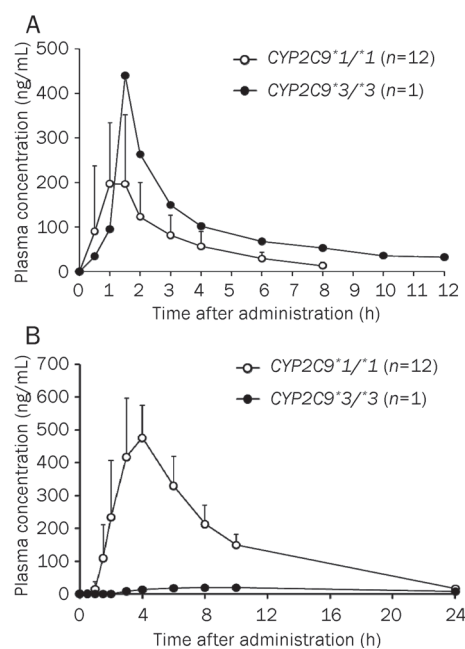 A
500
400
300
200
100
0
Plasma concentration (ng/mL)
CYP2C9*1/*1 (n=12)
CYP2C9*3/*3 (n=1)
0 1 2 3 4 5 6 7 8 9 10 11 12
Time after administration (h)
B
700
600
500
400
300
200
100
0
Plasma concentration (ng/mL)
CYP2C9*1/*1 (n=12)
CYP2C9*3/*3 (n=1)
0 4 8 12 16 20 24
Time after administration (h)